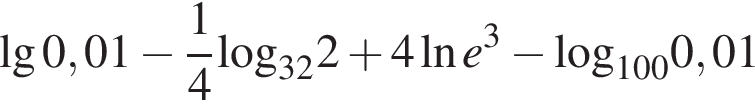 lg 0,01 − 1/4 log₃₂2 + 4 ln e³ − log₁₀₀0,01